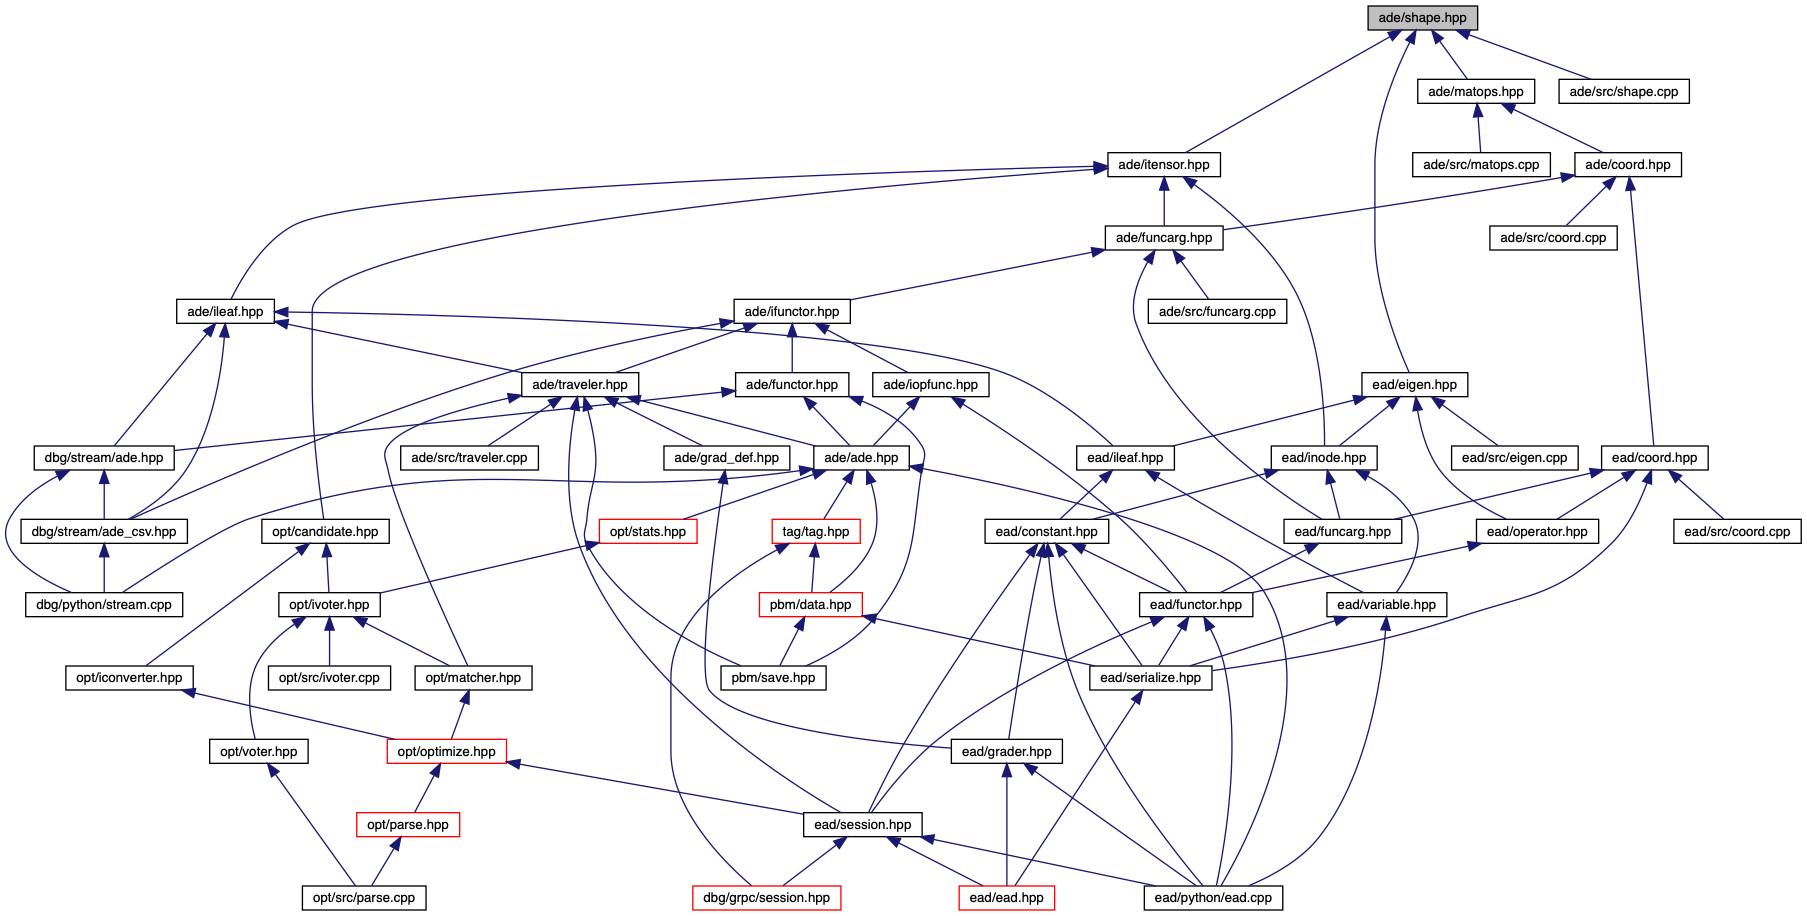 ade/shape.hpp
ade/matops.hpp
ade/src/shape.cpp
ade/itensor.hpp
ade/src/matops.cpp
ade/coord.hpp
ade/funcarg.hpp
ade/src/coord.cpp
ade/ileaf.hpp
ade/ifunctor.hpp
ade/src/funcarg.cpp
ade/traveler.hpp
ade/functor.hpp
ade/iopfunc.hpp
ead/eigen.hpp
dbg/stream/ade.hpp
ade/src/traveler.cpp
ade/grad_def.hpp
ade/ade.hpp
ead/ileaf.hpp
ead/inode.hpp
ead/src/eigen.cpp
ead/coord.hpp
dbg/stream/ade_csv.hpp
opt/candidate.hpp
opt/stats.hpp
tag/tag.hpp
ead/constant.hpp
ead/funcarg.hpp
ead/operator.hpp
ead/src/coord.cpp
dbg/python/stream.cpp
opt/ivoter.hpp
pbm/data.hpp
ead/functor.hpp
ead/variable.hpp
opt/iconverter.hpp
opt/src/ivoter.cpp
opt/matcher.hpp
pbm/save.hpp
ead/serialize.hpp
opt/voter.hpp
opt/optimize.hpp
ead/grader.hpp
opt/parse.hpp
ead/session.hpp
opt/src/parse.cpp
dbg/grpc/session.hpp
ead/ead.hpp
ead/python/ead.cpp